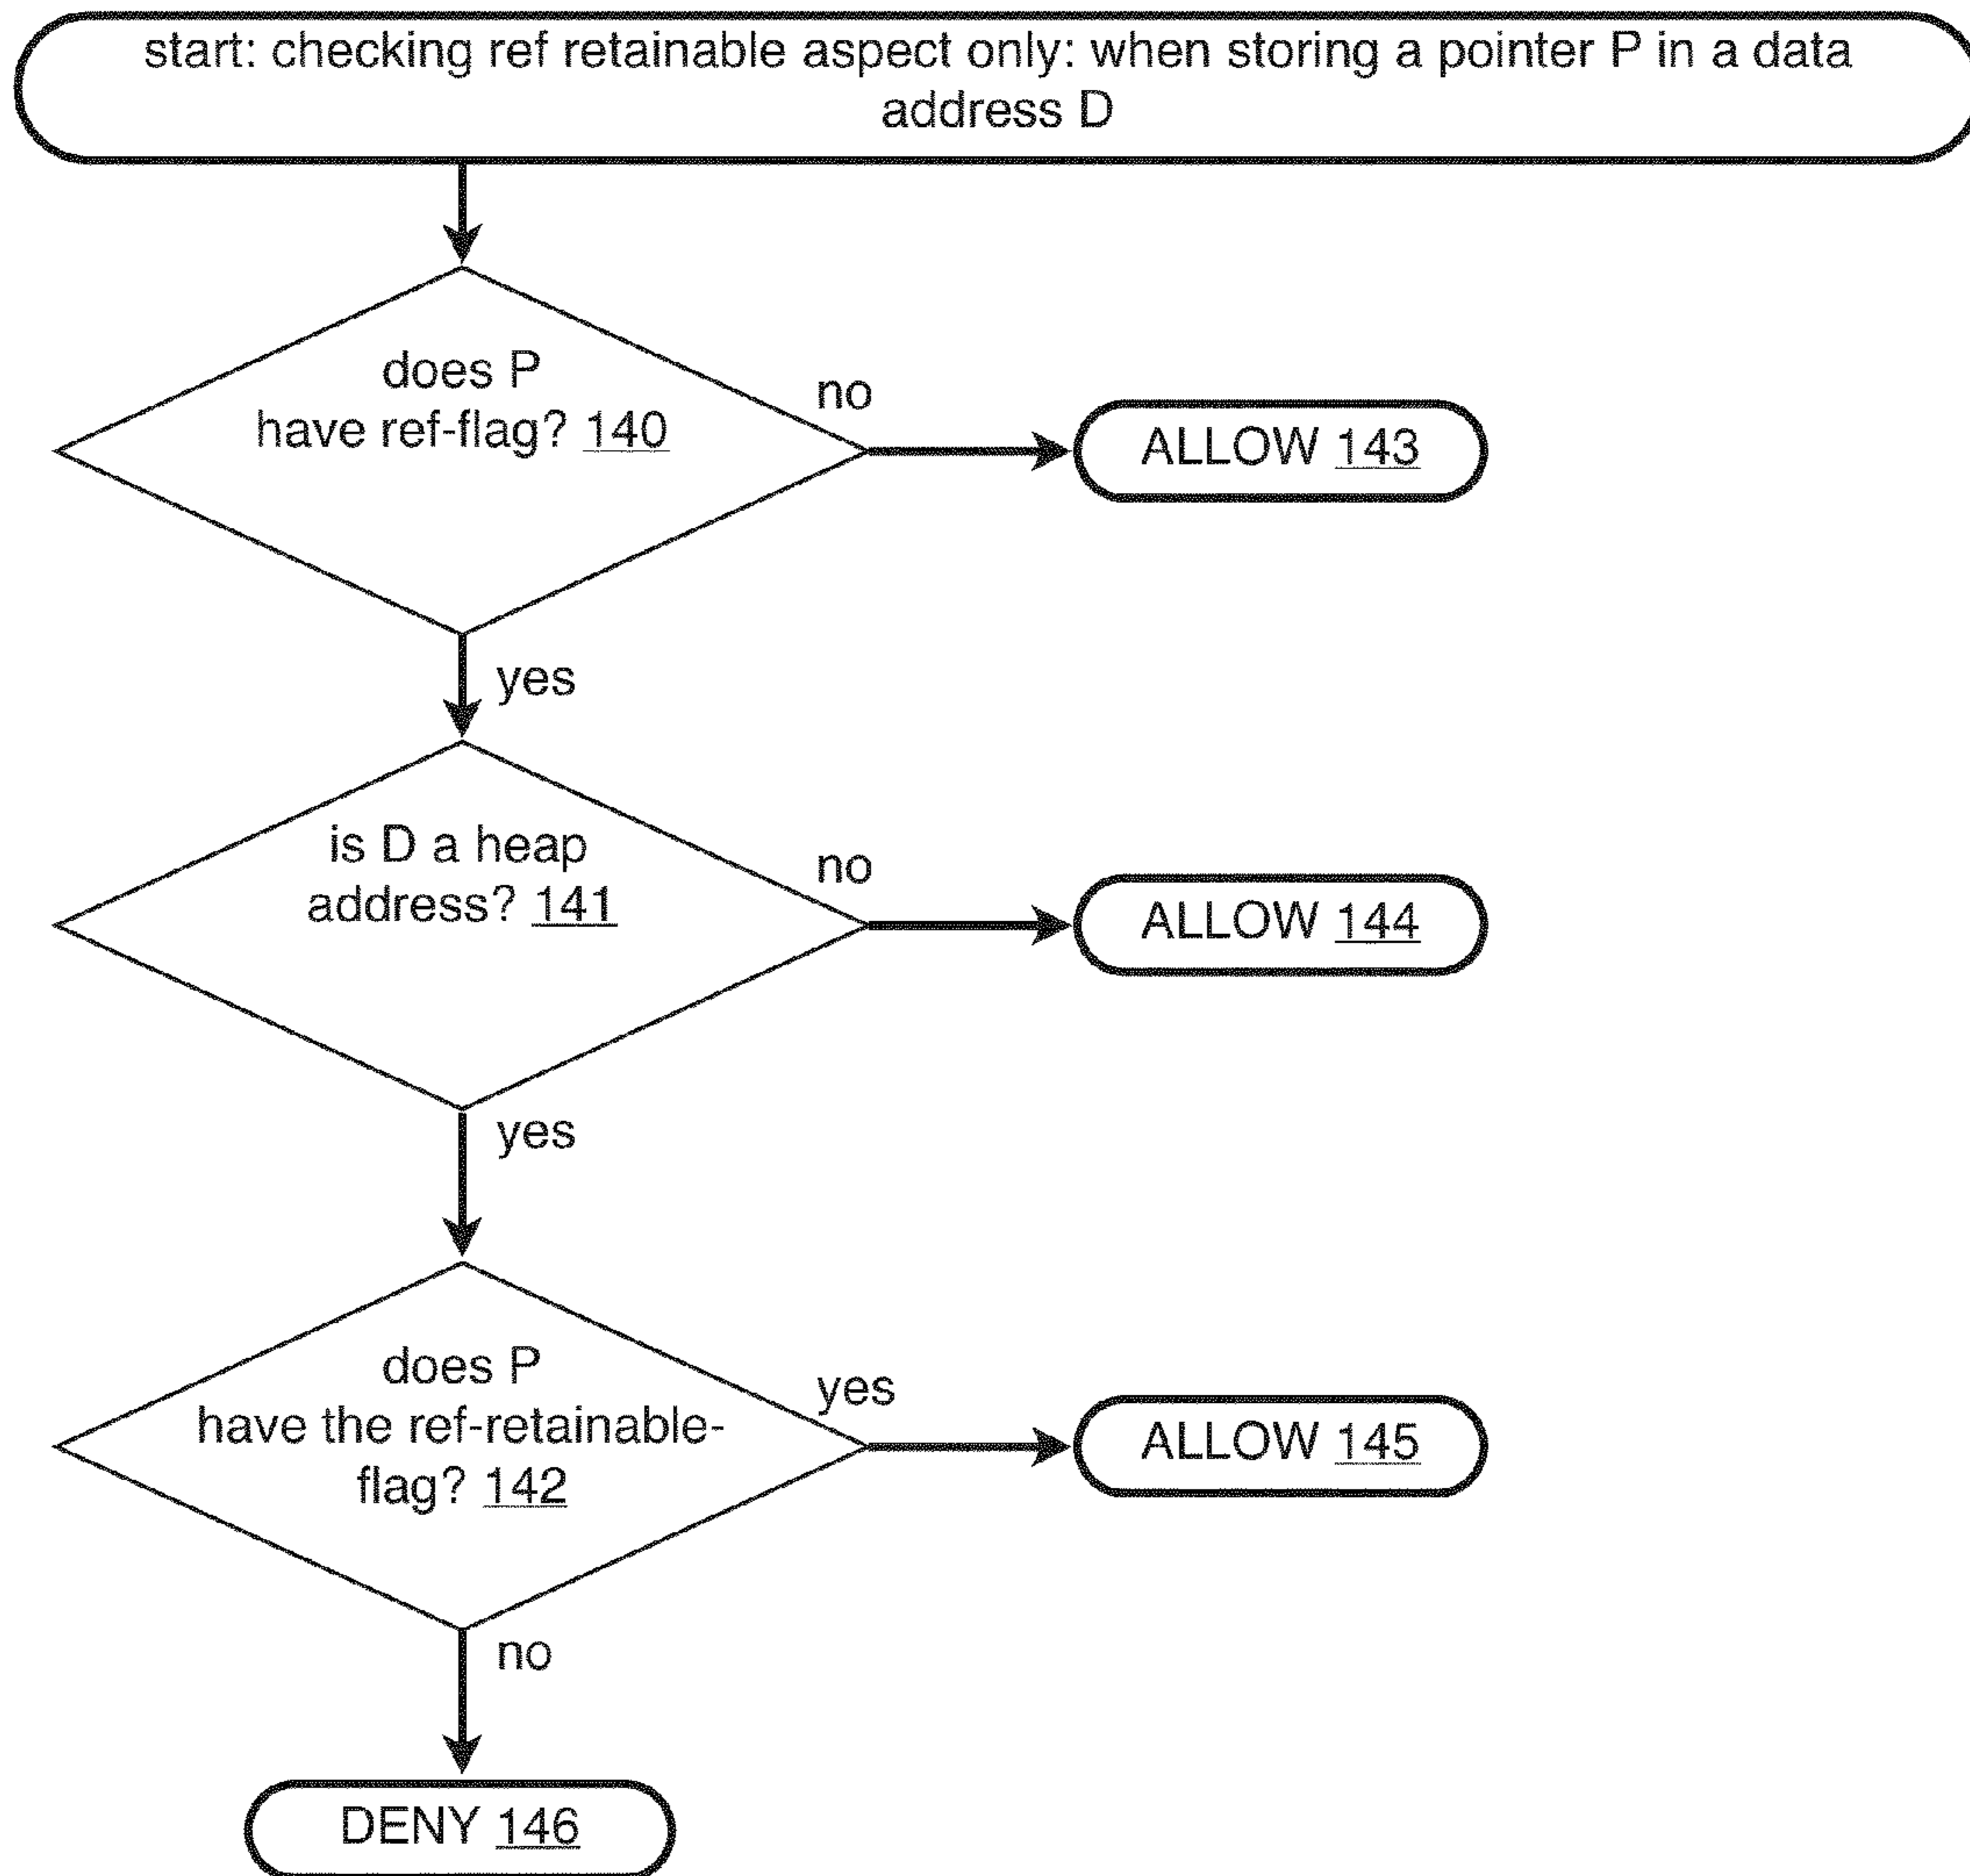 start: checking ref retainable aspect only: when storing a pointer P in a data
address D
does P
have ref-flag? 140
no
ALLOW 143
yes
is D a heap
address? 141
no
ALLOW 144
yes
does P
have the ref-retainable-
flag? 142
yes
ALLOW 145
no
DENY 146